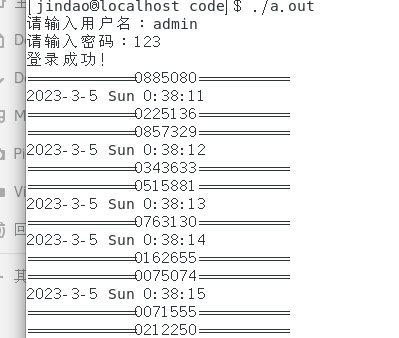 [jindao@localhost code]$ ./a.out
请输入用户名：admin
请输入密码：123
登录成功！
============0885080==========
2023-3-5 Sun 0:38:11
============0225136==========
============0857329==========
2023-3-5 Sun 0:38:12
============0343633==========
============0515881==========
2023-3-5 Sun 0:38:13
============0763130==========
2023-3-5 Sun 0:38:14
============0162655==========
============0075074==========
2023-3-5 Sun 0:38:15
============0071555==========
============0212250==========